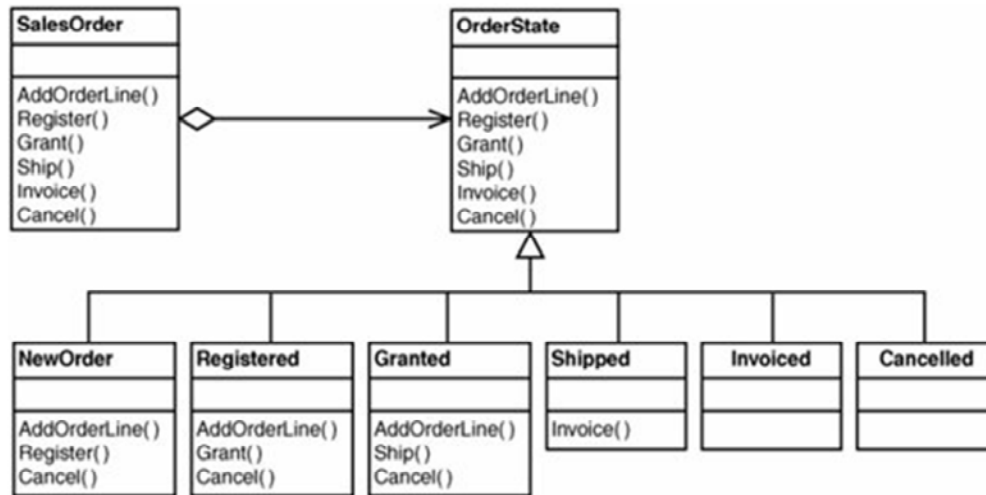 SalesOrder
AddOrderLine()
Register()
Grant()
Ship()
Invoice()
Cancel()
OrderState
AddOrderLine()
Register()
Grant()
Ship()
Invoice()
Cancel()
NewOrder
AddOrderLine()
Register()
Cancel()
Registered
AddOrderLine()
Grant()
Cancel()
Granted
AddOrderLine()
Ship()
Cancel()
Shipped
Invoice()
Invoiced
Cancelled